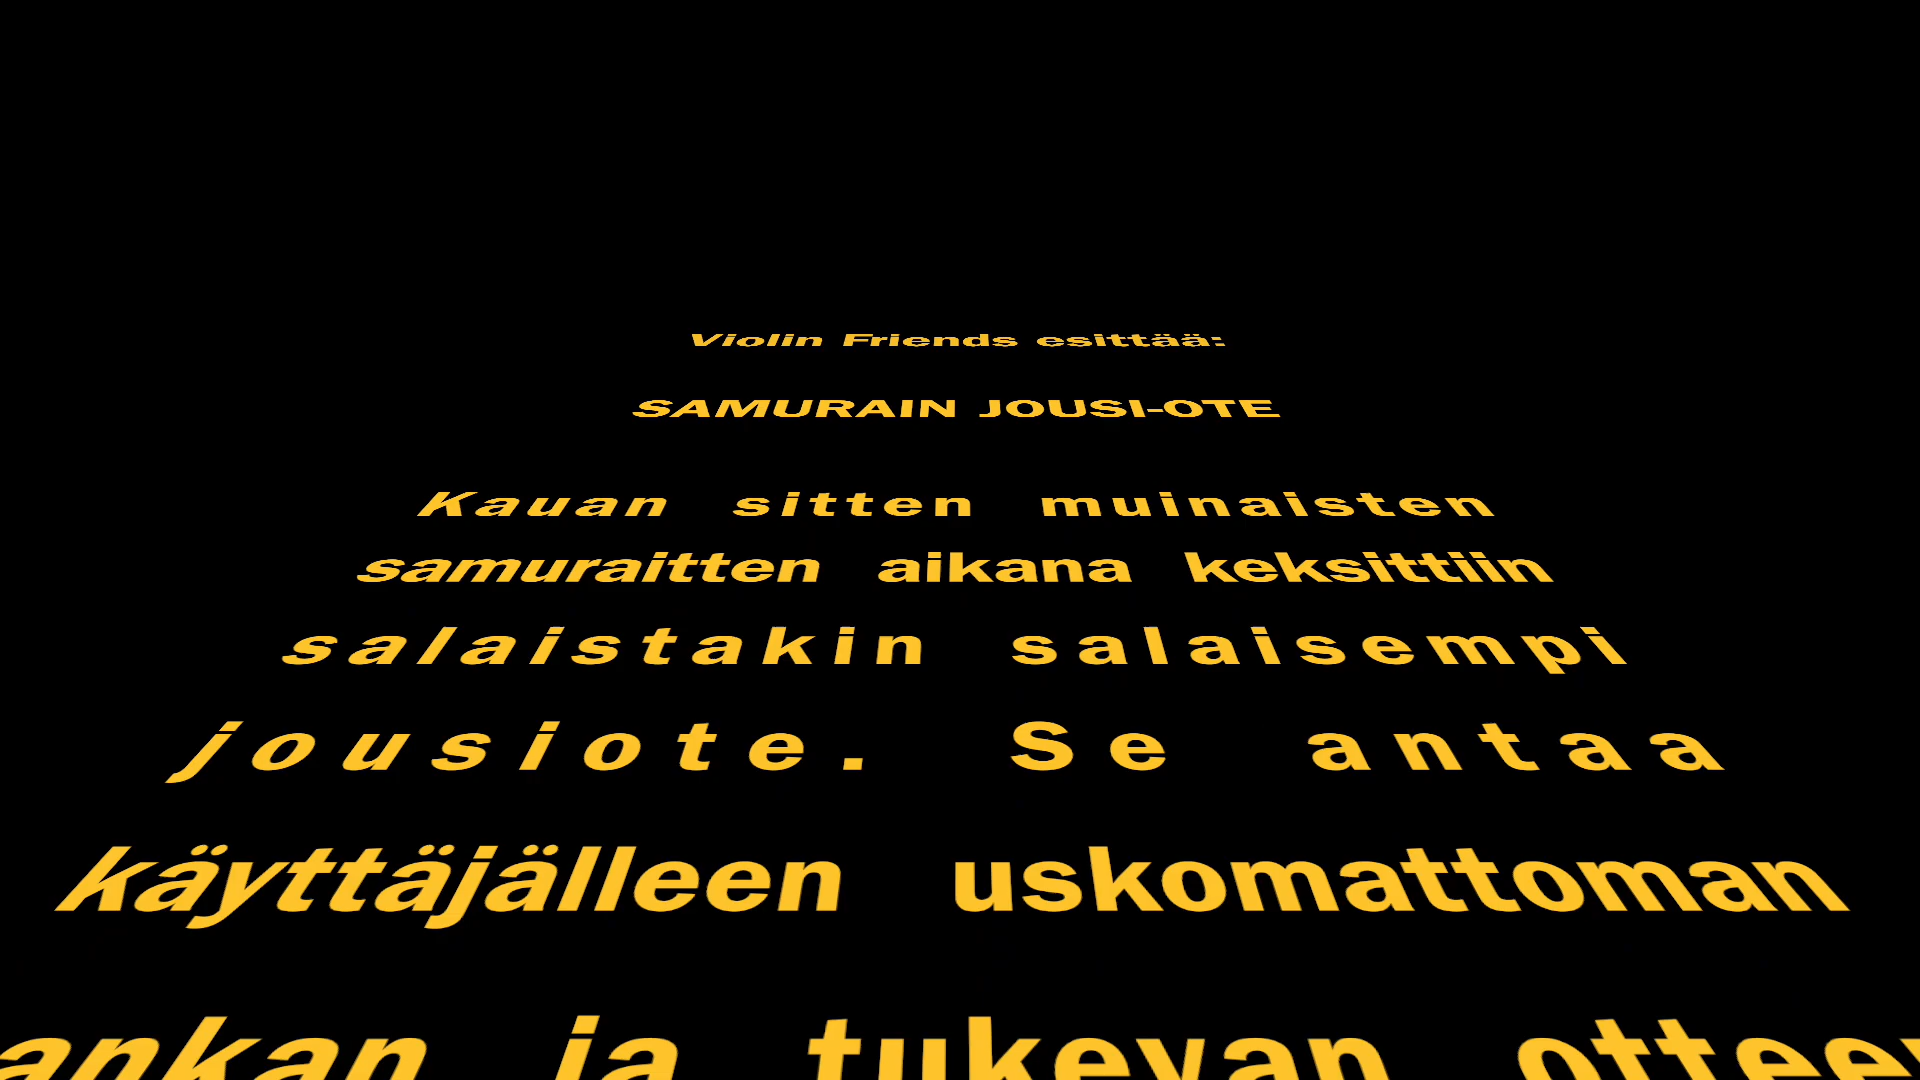 Violin Friends esittää:
SAMURAIN JOUSI-OTE
Kauan sitten muinaisten
samuraitten aikana keksittiin
salaistakin salaisempi
jousiote. Se antaa
käyttäjälleen uskomattoman
ja tukevan